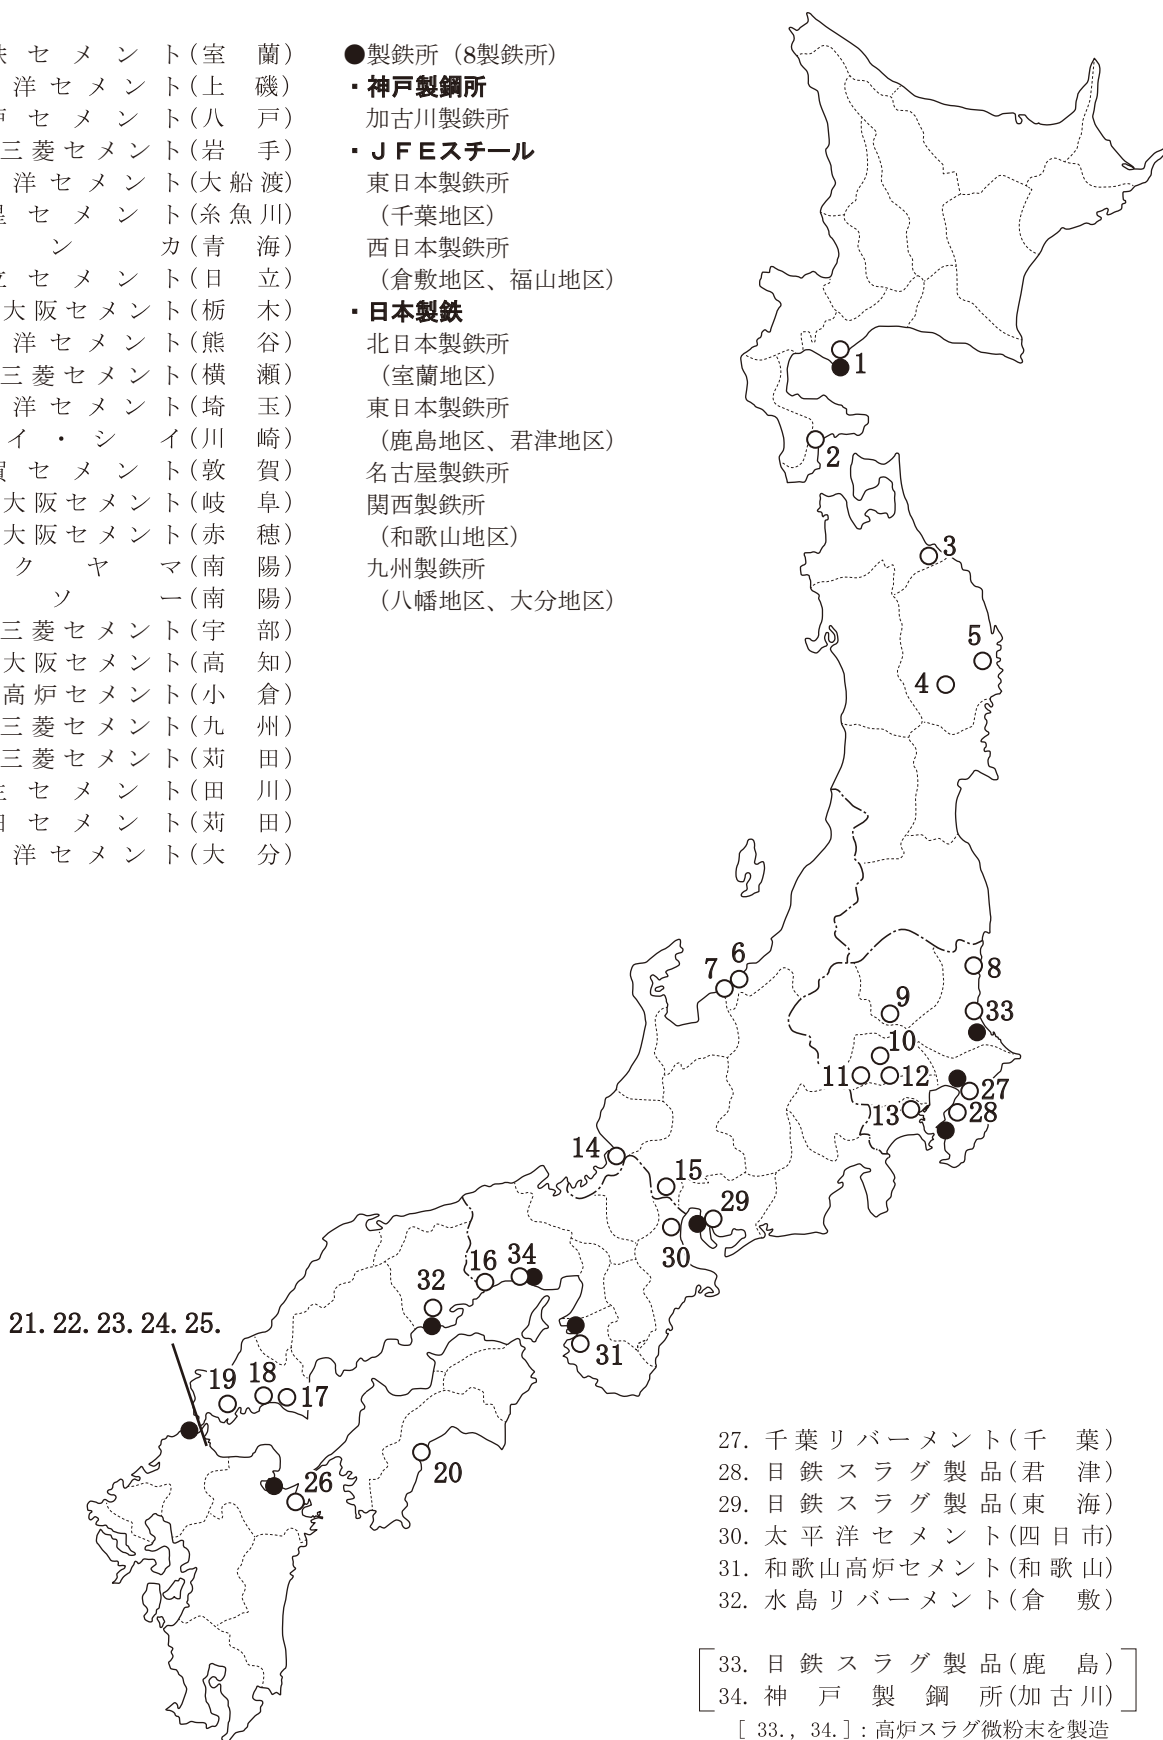 鉄セメント(室蘭)
洋セメント(上磯)
戸セメント(八戸)
三菱セメント(岩手)
洋セメント(大船渡)
星セメント(糸魚川)
ンカ(青海)
立セメント(日立)
大阪セメント(栃木)
洋セメント(熊谷)
三菱セメント(横瀬)
洋セメント(埼玉)
イ・シイ(川崎)
賀セメント(敦賀)
大阪セメント(岐阜)
大阪セメント(赤穂)
クヤマ(南陽)
ソー(南陽)
三菱セメント(宇部)
大阪セメント(高知)
高炉セメント(小倉)
三菱セメント(九州)
三菱セメント(苅田)
生セメント(田川)
田セメント(苅田)
洋セメント(大分)
●製鉄所（8製鉄所）
・神戸製鋼所
加古川製鉄所
・ＪＦＥスチール
東日本製鉄所
（千葉地区）
西日本製鉄所
（倉敷地区、福山地区）
・日本製鉄
北日本製鉄所
（室蘭地区）
東日本製鉄所
（鹿島地区、君津地区）
名古屋製鉄所
関西製鉄所
（和歌山地区）
九州製鉄所
（八幡地区、大分地区）
1
2
3
5
4
6
7
8
9
33
10
11
12
27
13
28
14
15
29
30
16
34
32
31
21. 22. 23. 24. 25.
19
18
17
20
26
27. 千葉リバーメント(千葉)
28. 日鉄スラグ製品(君津)
29. 日鉄スラグ製品(東海)
30. 太平洋セメント(四日市)
31. 和歌山高炉セメント(和歌山)
32. 水島リバーメント(倉敷)
33. 日鉄スラグ製品(鹿島)
34. 神戸製鋼所(加古川)
[ 33., 34. ]：高炉スラグ微粉末を製造